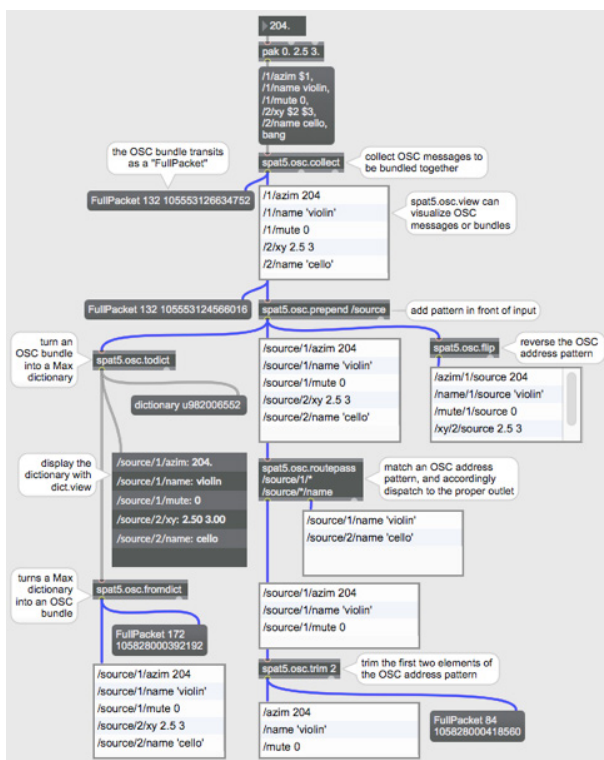 204.
pak 0. 2.5 3.
/1/azim $1,
/1/name violin,
/1/mute 0,
/2/xy $2 $3,
/2/name cello,
bang
the OSC bundle transits
as a "FullPacket"
spat5.osc.collect
collect OSC messages to
be bundled together
FullPacket 132 105553126634752
/1/azim 204
/1/name 'violin'
/1/mute 0
/2/xy 2.5 3
/2/name 'cello'
spat5.osc.view can
visualize OSC
messages or bundles
FullPacket 132 105553124566016
spat5.osc.prepend /source
add pattern in front of input
turn an
OSC bundle
into a Max
dictionary
spat5.osc.todict
dictionary u982006552
/source/1/azim 204
/source/1/name 'violin'
/source/1/mute 0
/source/2/xy 2.5 3
/source/2/name 'cello'
spat5.osc.flip
reverse the OSC
address pattern
/azim/1/source 204
/name/1/source 'violin'
/mute/1/source 0
/xy/2/source 2.5 3
display the
dictionary with
dict.view
/source/1/azim: 204.
/source/1/name: violin
/source/1/mute: 0
/source/2/xy: 2.50 3.00
/source/2/name: cello
spat5.osc.routepass
/source/1/*
/source/*/name
match an OSC address
pattern, and accordingly
dispatch to the proper outlet
/source/1/name 'violin'
/source/2/name 'cello'
turns a Max
dictionary
into an OSC
bundle
spat5.osc.fromdict
FullPacket 172
105828000392192
/source/1/azim 204
/source/1/name 'violin'
/source/1/mute 0
/source/2/xy 2.5 3
/source/2/name 'cello'
/source/1/azim 204
/source/1/name 'violin'
/source/1/mute 0
spat5.osc.trim 2
trim the first two elements of
the OSC address pattern
/azim 204
/name 'violin'
/mute 0
FullPacket 84
105828000418560